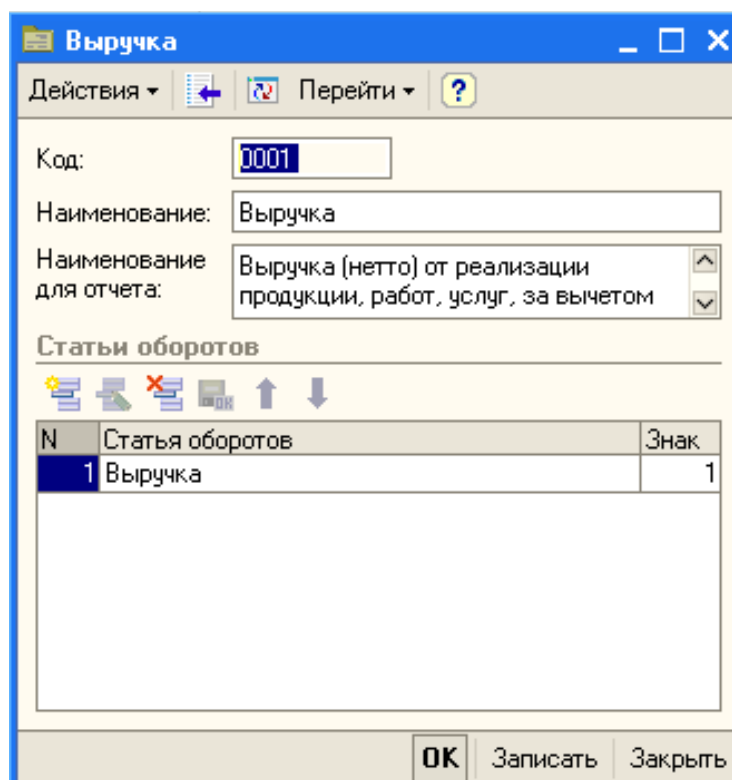 Выручка
Действия Перейти ?
Код: 0001
Наименование: Выручка
Наименование для отчета: Выручка (нетто) от реализации
продукции, работ, услуг, за вычетом
Статьи оборотов
OK
N Статья оборотов Знак
1 Выручка 1
OK Записать Закрыть